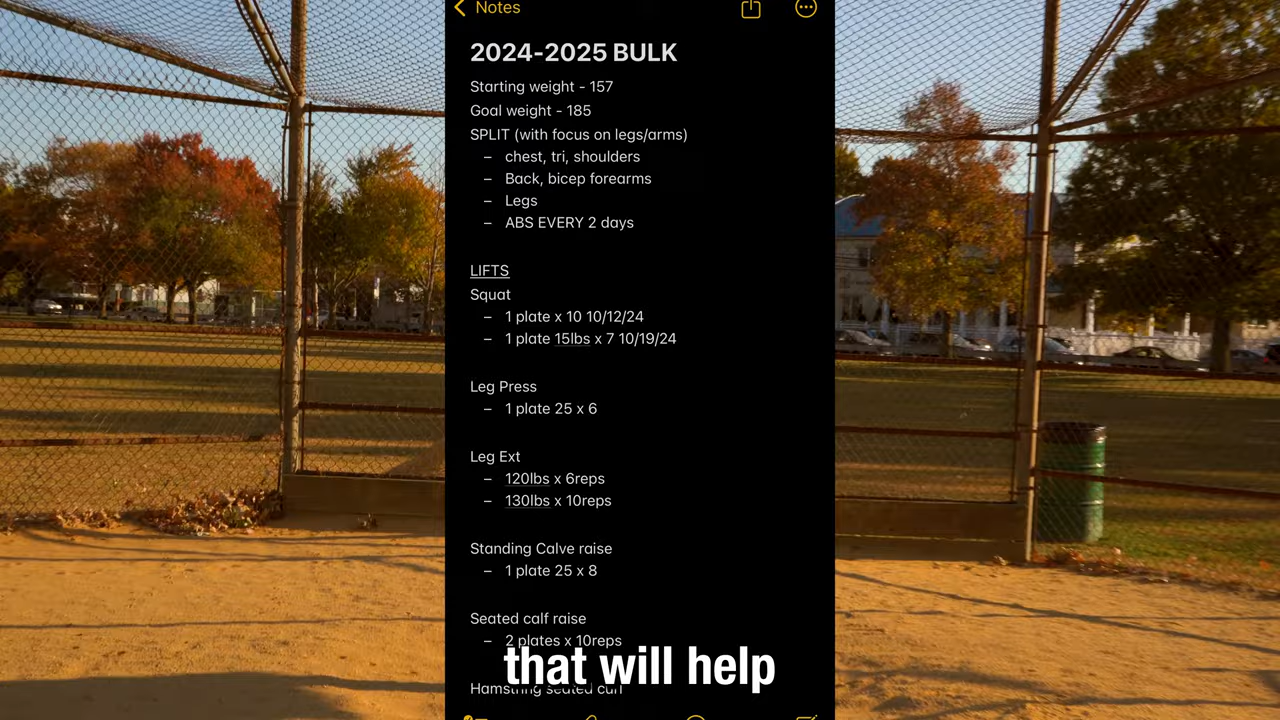 Notes
2024-2025 BULK
Starting weight - 157
Goal weight - 185
SPLIT (with focus on legs/arms)
– chest, tri, shoulders
– Back, bicep forearms
– Legs
– ABS EVERY 2 days
LIFTS
Squat
– 1 plate x 10 10/12/24
– 1 plate 15lbs x 7 10/19/24
Leg Press
– 1 plate 25 x 6
Leg Ext
– 120lbs x 6reps
– 130lbs x 10reps
Standing Calve raise
– 1 plate 25 x 8
Seated calf raise
– 2 plates x 10reps
that will help
Hamstring seated curl